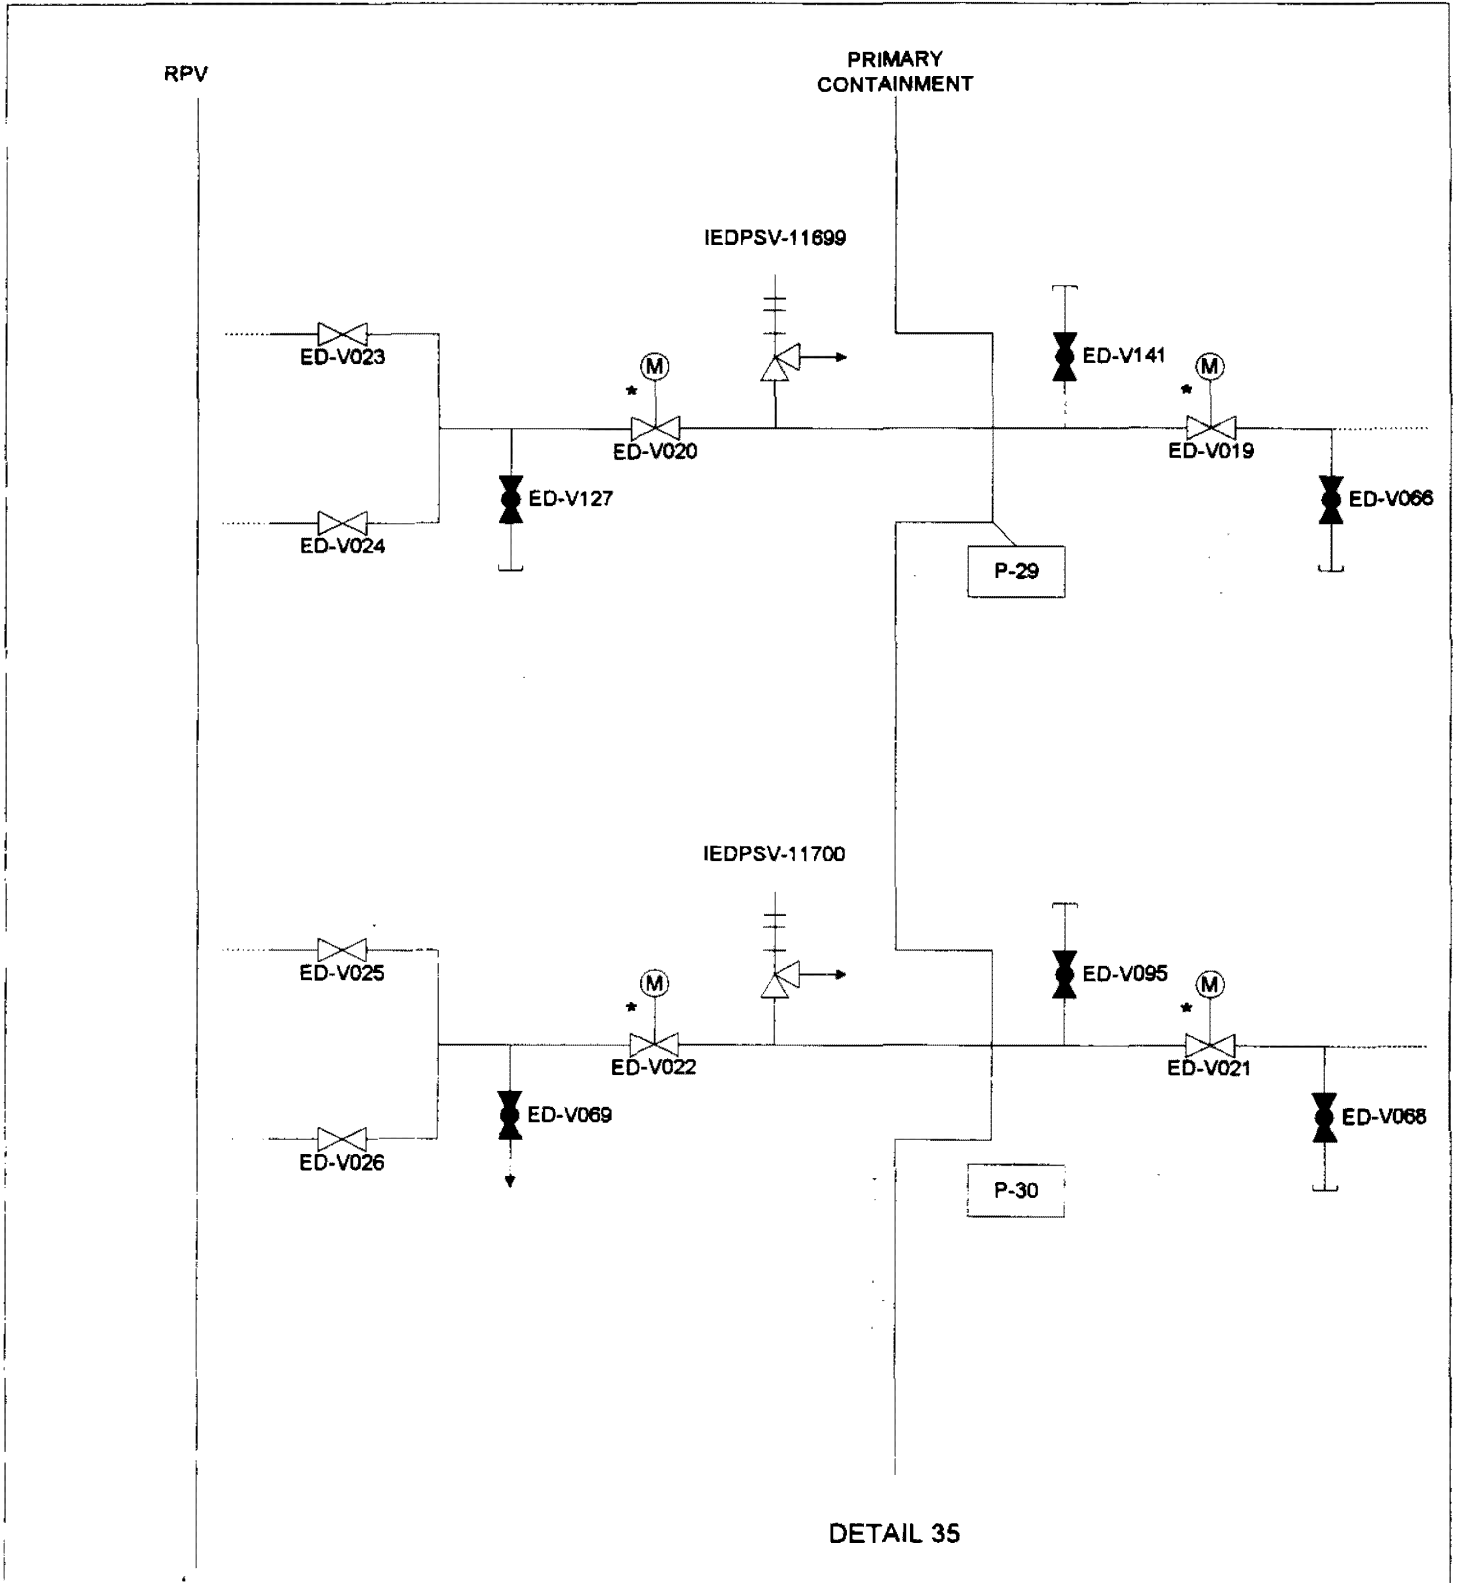 RPV
PRIMARY
CONTAINMENT
IEDPSV-11699
ED-V023
M
*
ED-V141
M
*
ED-V020
ED-V019
ED-V127
ED-V066
ED-V024
P-29
IEDPSV-11700
ED-V025
M
*
ED-V095
M
*
ED-V022
ED-V021
ED-V069
ED-V068
ED-V026
P-30
DETAIL 35